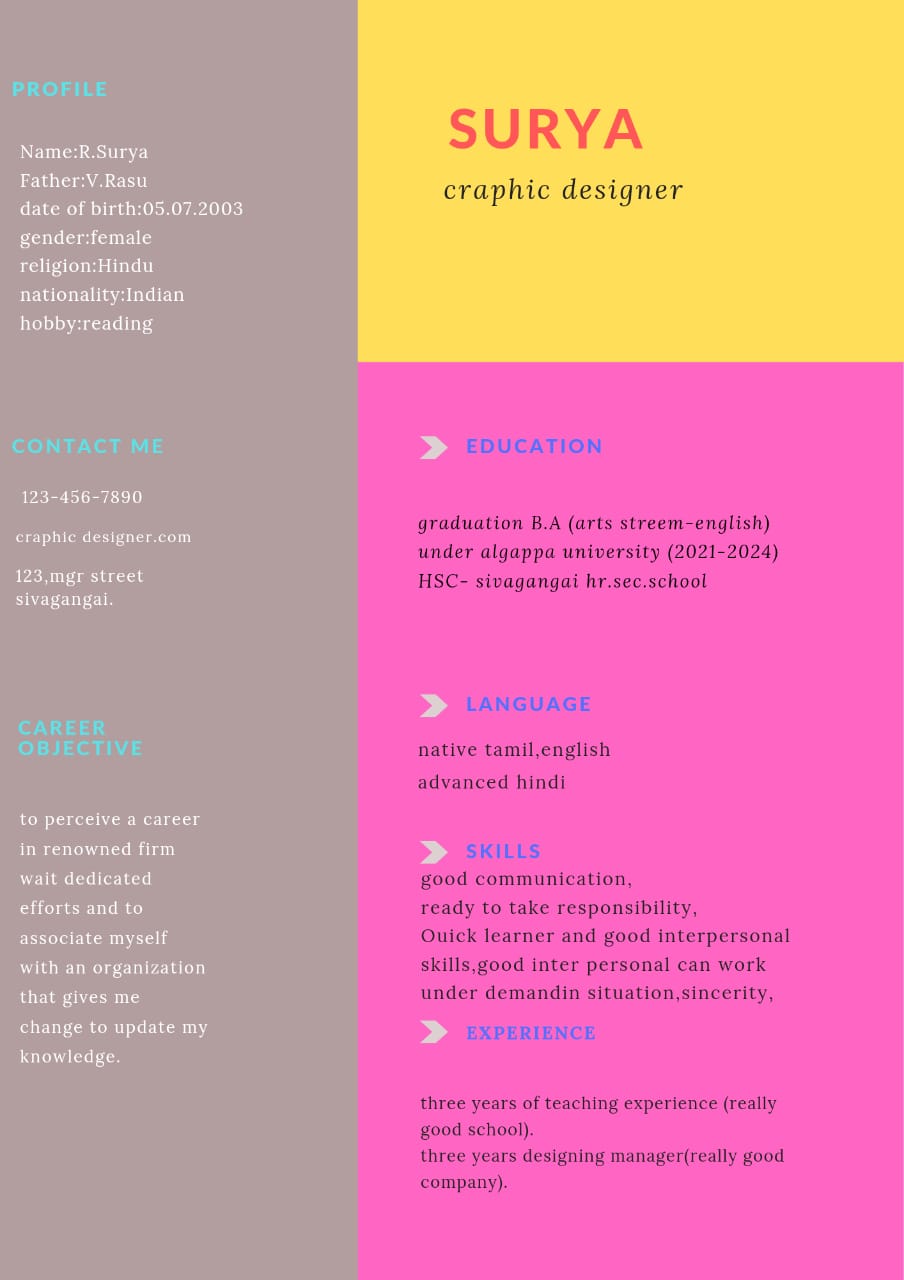 PROFILE
Name:R.Surya
Father:V.Rasu
date of birth:05.07.2003
gender:female
religion:Hindu
nationality:Indian
hobby:reading
CONTACT ME
123-456-7890
craphic designer.com
123,mgr street
sivagangai.
CAREER
OBJECTIVE
to perceive a career
in renowned firm
wait dedicated
efforts and to
associate myself
with an organization
that gives me
change to update my
knowledge.
SURYA
craphic designer
EDUCATION
graduation B.A (arts streem-english)
under algappa university (2021-2024)
HSC- sivagangai hr.sec.school
LANGUAGE
native tamil,english
advanced hindi
SKILLS
good communication,
ready to take responsibility,
Ouick learner and good interpersonal
skills,good inter personal can work
under demandin situation,sincerity,
EXPERIENCE
three years of teaching experience (really
good school).
three years designing manager(really good
company).